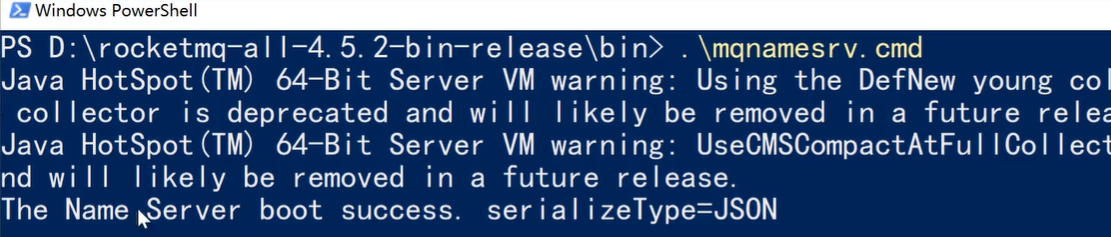 Windows PowerShell
PS D:\rocketmq-all-4.5.2-bin-release\bin> .\mqnamesrv.cmd
Java HotSpot(TM) 64-Bit Server VM warning: Using the DefNew young
collector is deprecated and will likely be removed in a future
Java HotSpot(TM) 64-Bit Server VM warning: UseCMSCompactAtFullCollect
nd will likely be removed in a future release.
The Name Server boot success. serializeType=JSON